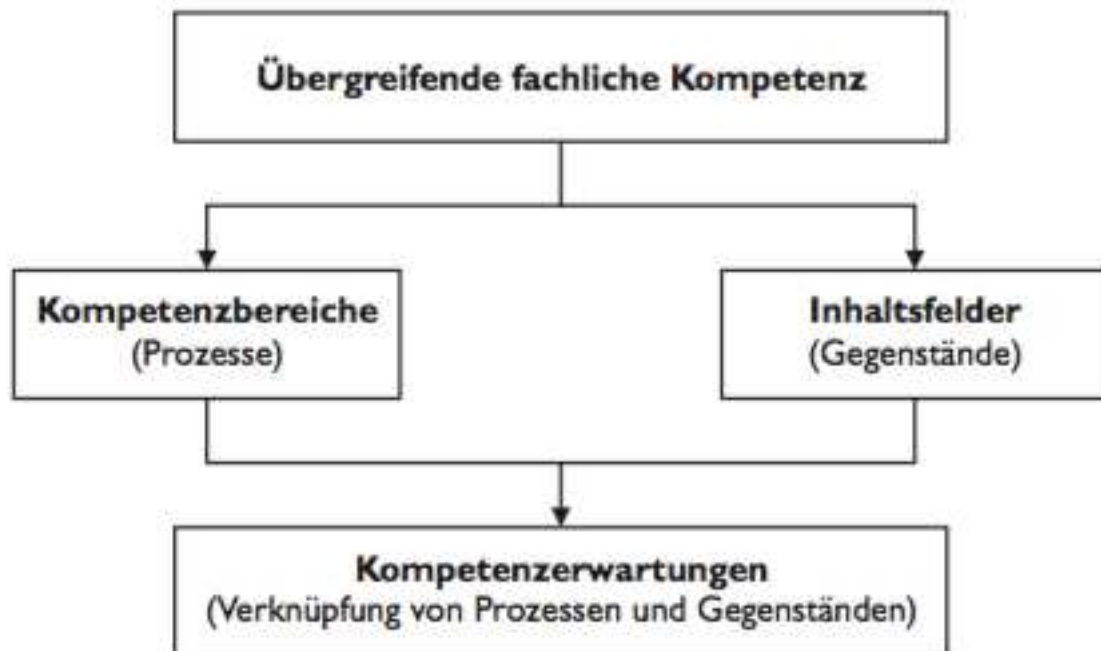 Übergreifende fachliche Kompetenz
Kompetenzbereiche
(Prozesse)
Inhaltsfelder
(Gegenstände)
Kompetenzerwartungen
(Verknüpfung von Prozessen und Gegenständen)